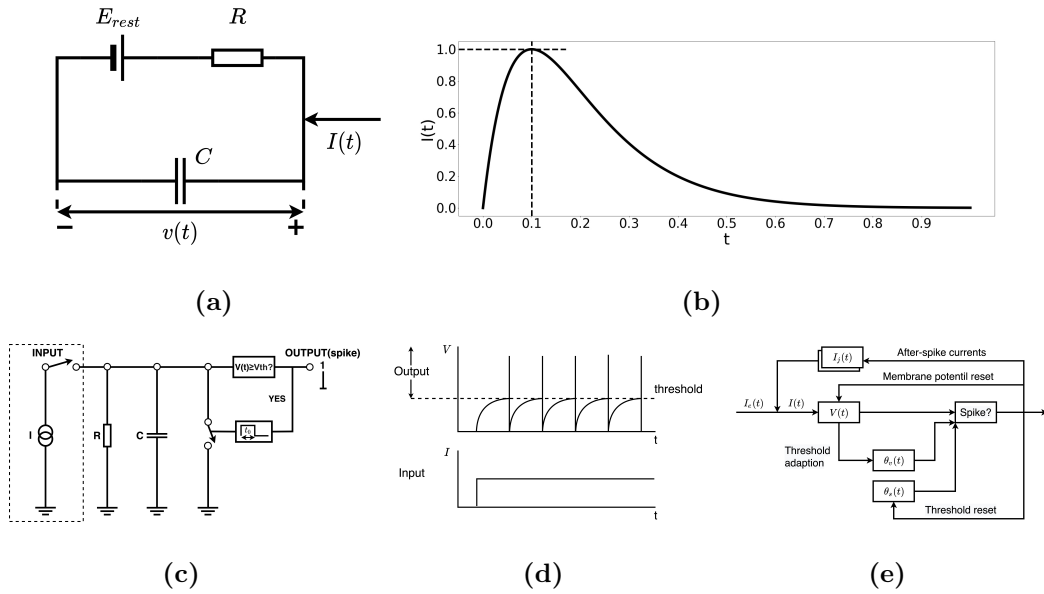 E_rest R
I(t)
C
− v(t) +
(a)
I(t)
1.0
0.8
0.6
0.4
0.2
0.0
0.0 0.1 0.2 0.3 0.4 0.5 0.6 0.7 0.8 0.9
t
(b)
INPUT
V(t)≥Vth?
OUTPUT(spike)
1
YES
t₀
I R C
(c)
V
Output
threshold
t
I
Input
t
(d)
I_j(t)
After-spike currents
Membrane potentil reset
I_e(t) I(t) V(t) Spike?
Threshold
adaption
θ_v(t)
θ_s(t)
Threshold reset
(e)